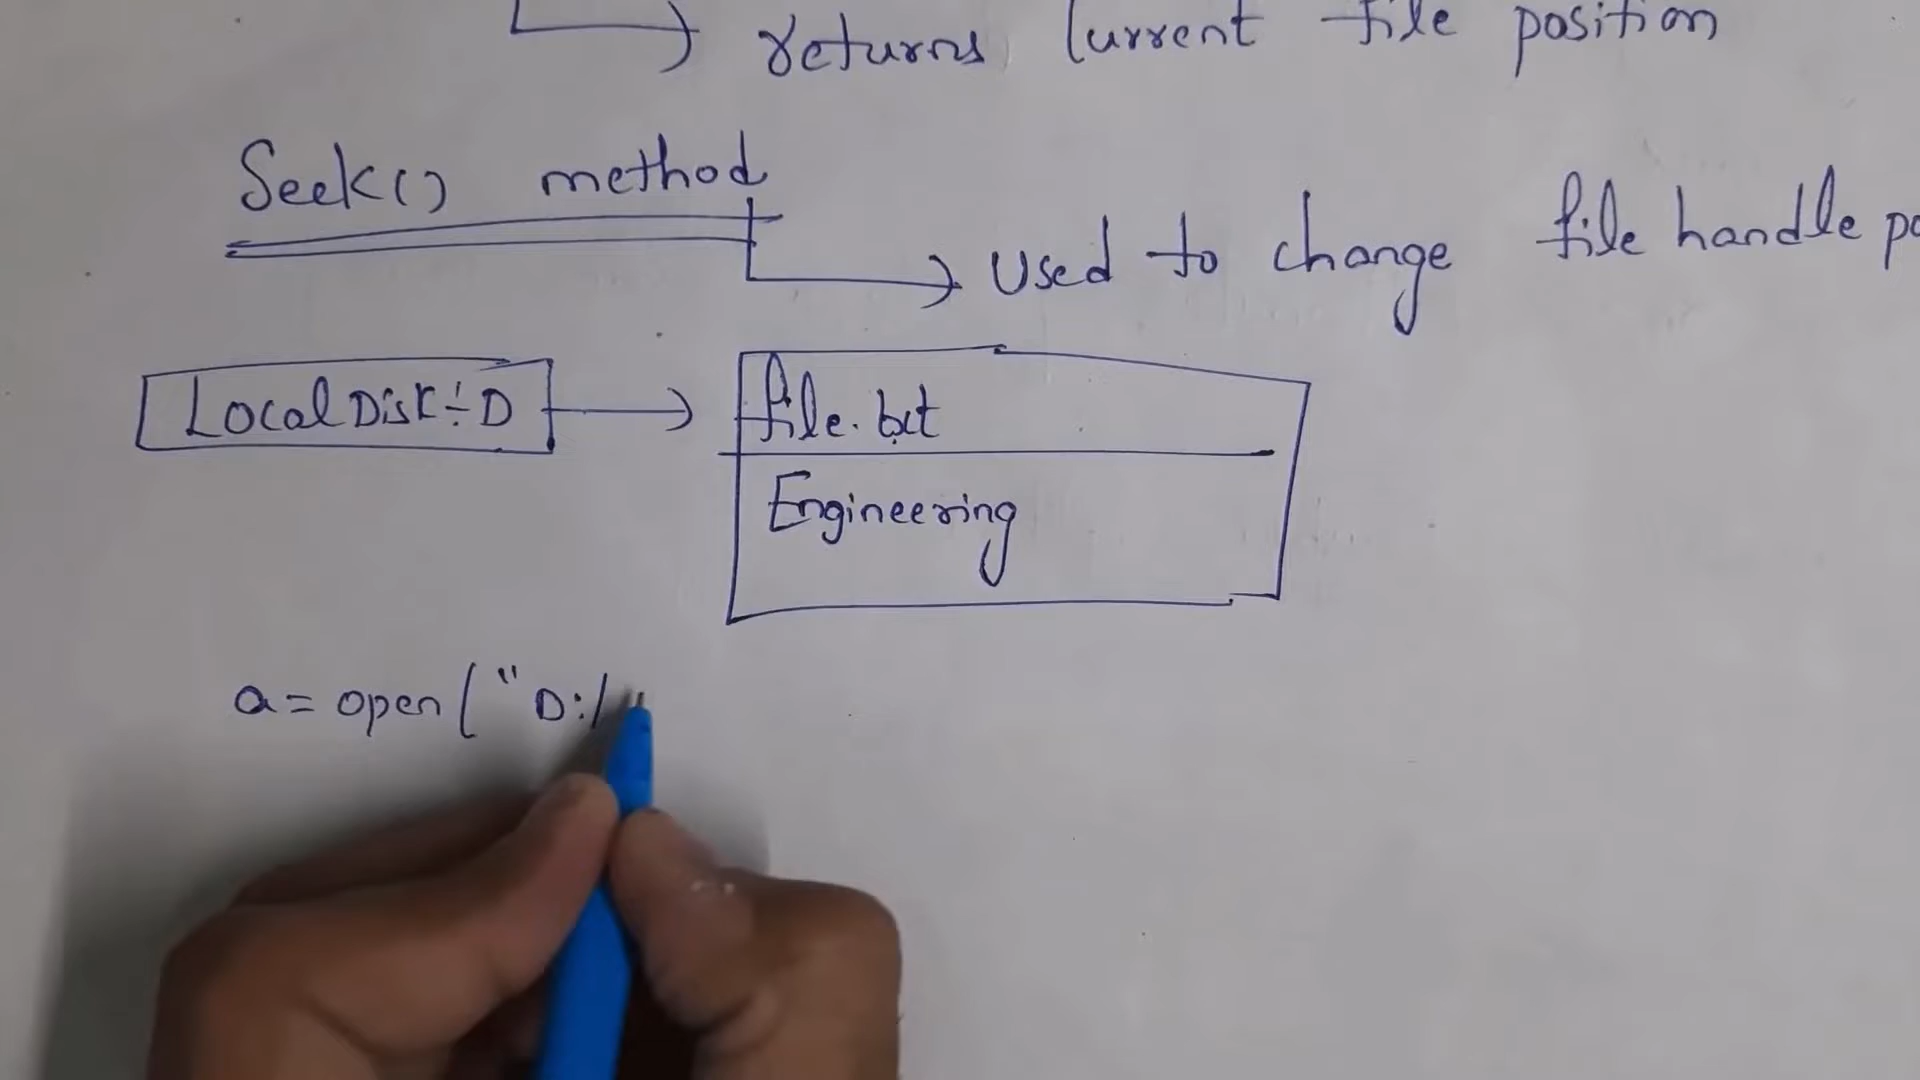 returns current file position
Seek() method
used to change file handle
Local Disk:D
file.txt
Engineering
a = open ( " D:/